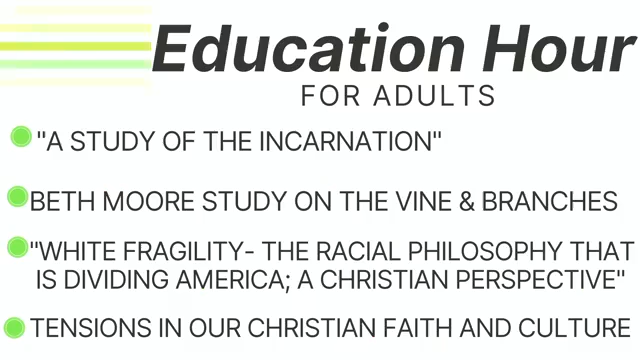 Education Hour
FOR ADULTS
"A STUDY OF THE INCARNATION"
BETH MOORE STUDY ON THE VINE & BRANCHES
"WHITE FRAGILITY- THE RACIAL PHILOSOPHY THAT
IS DIVIDING AMERICA; A CHRISTIAN PERSPECTIVE"
TENSIONS IN OUR CHRISTIAN FAITH AND CULTURE